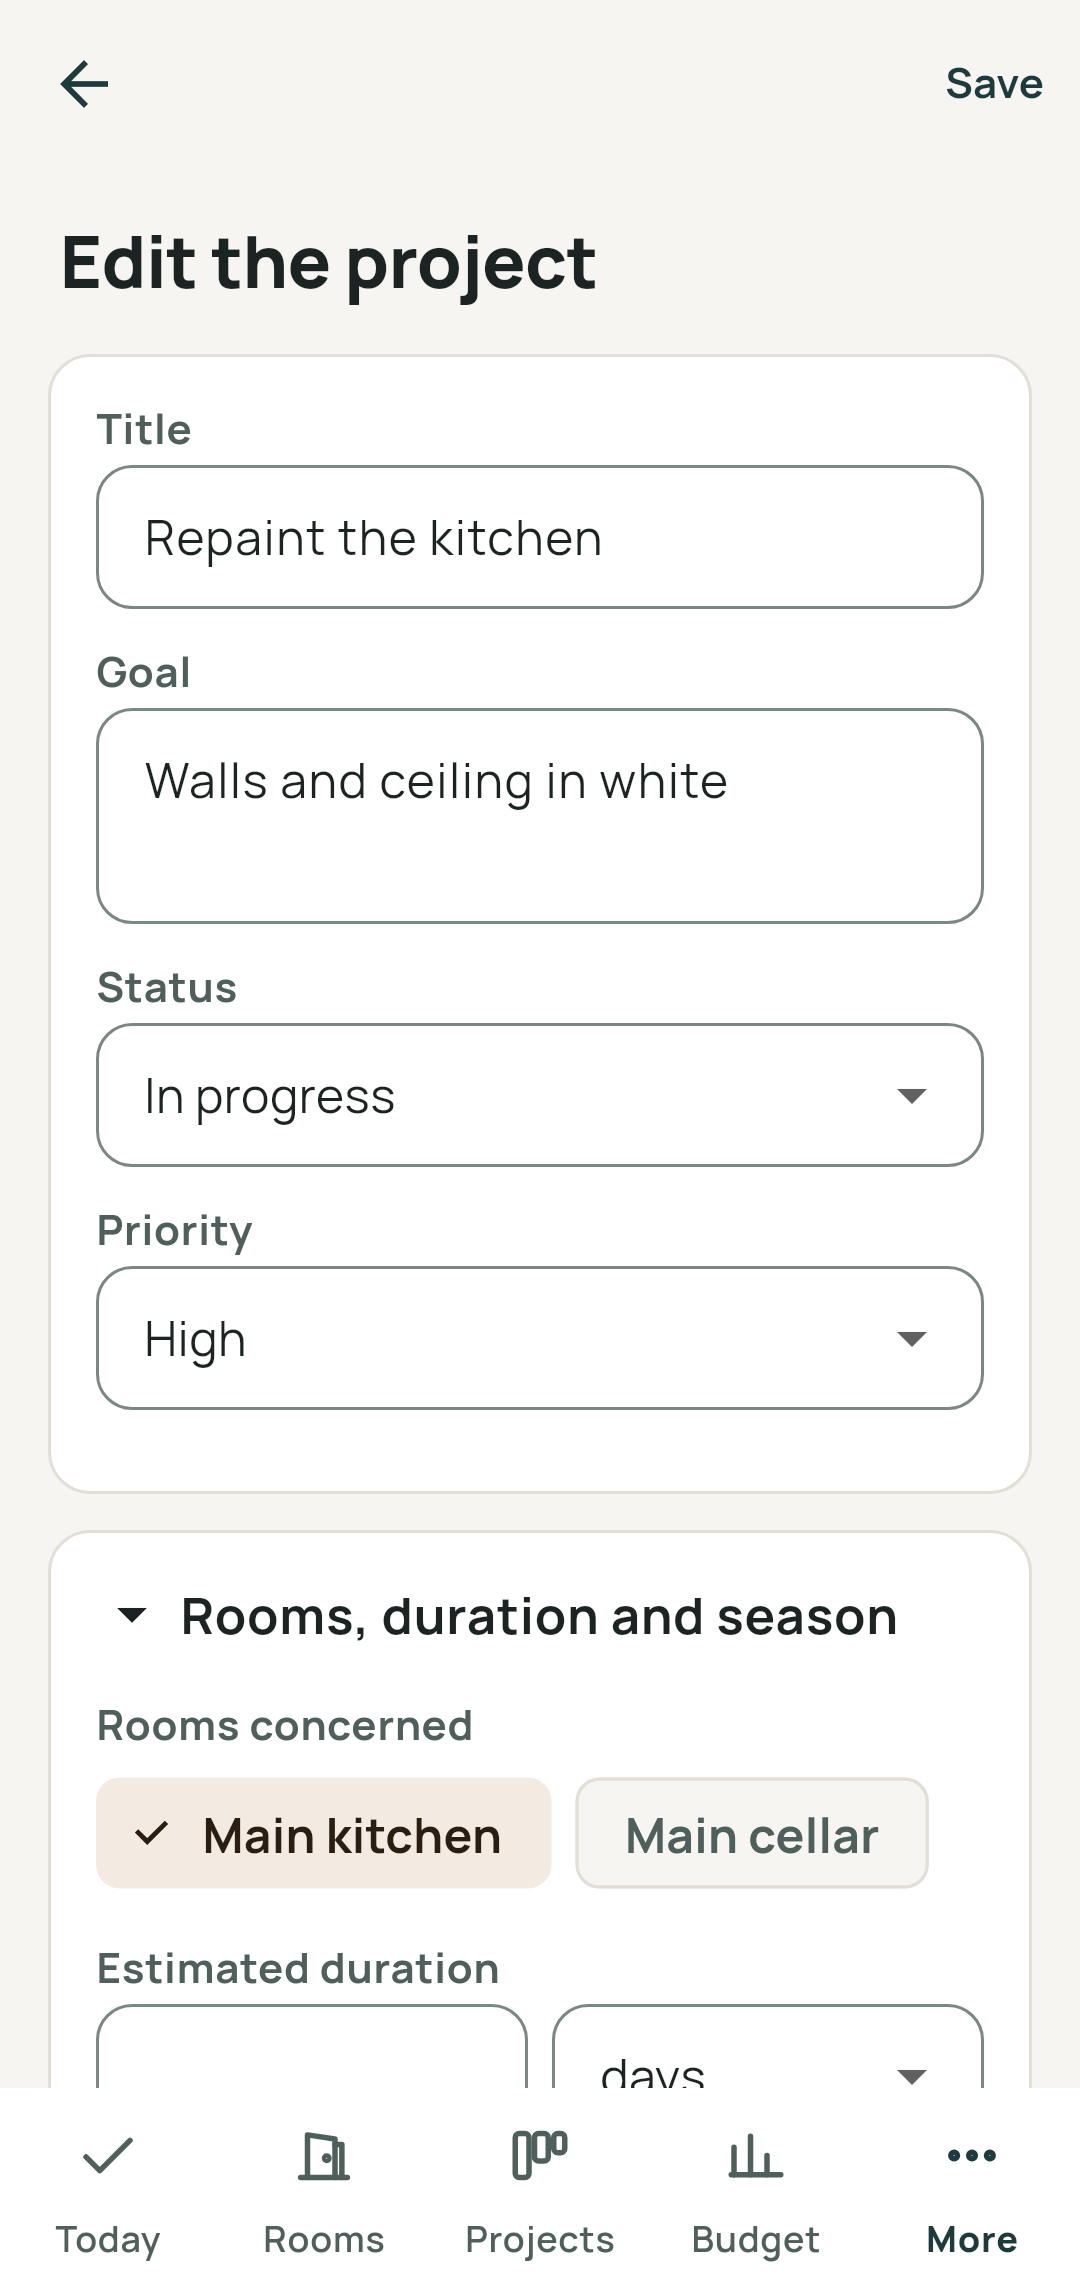 Save
Edit the project
Title
Repaint the kitchen
Goal
Walls and ceiling in white
Status
In progress
Priority
High
Rooms, duration and season
Rooms concerned
Main kitchen
Main cellar
Estimated duration
days
Today
Rooms
Projects
Budget
More